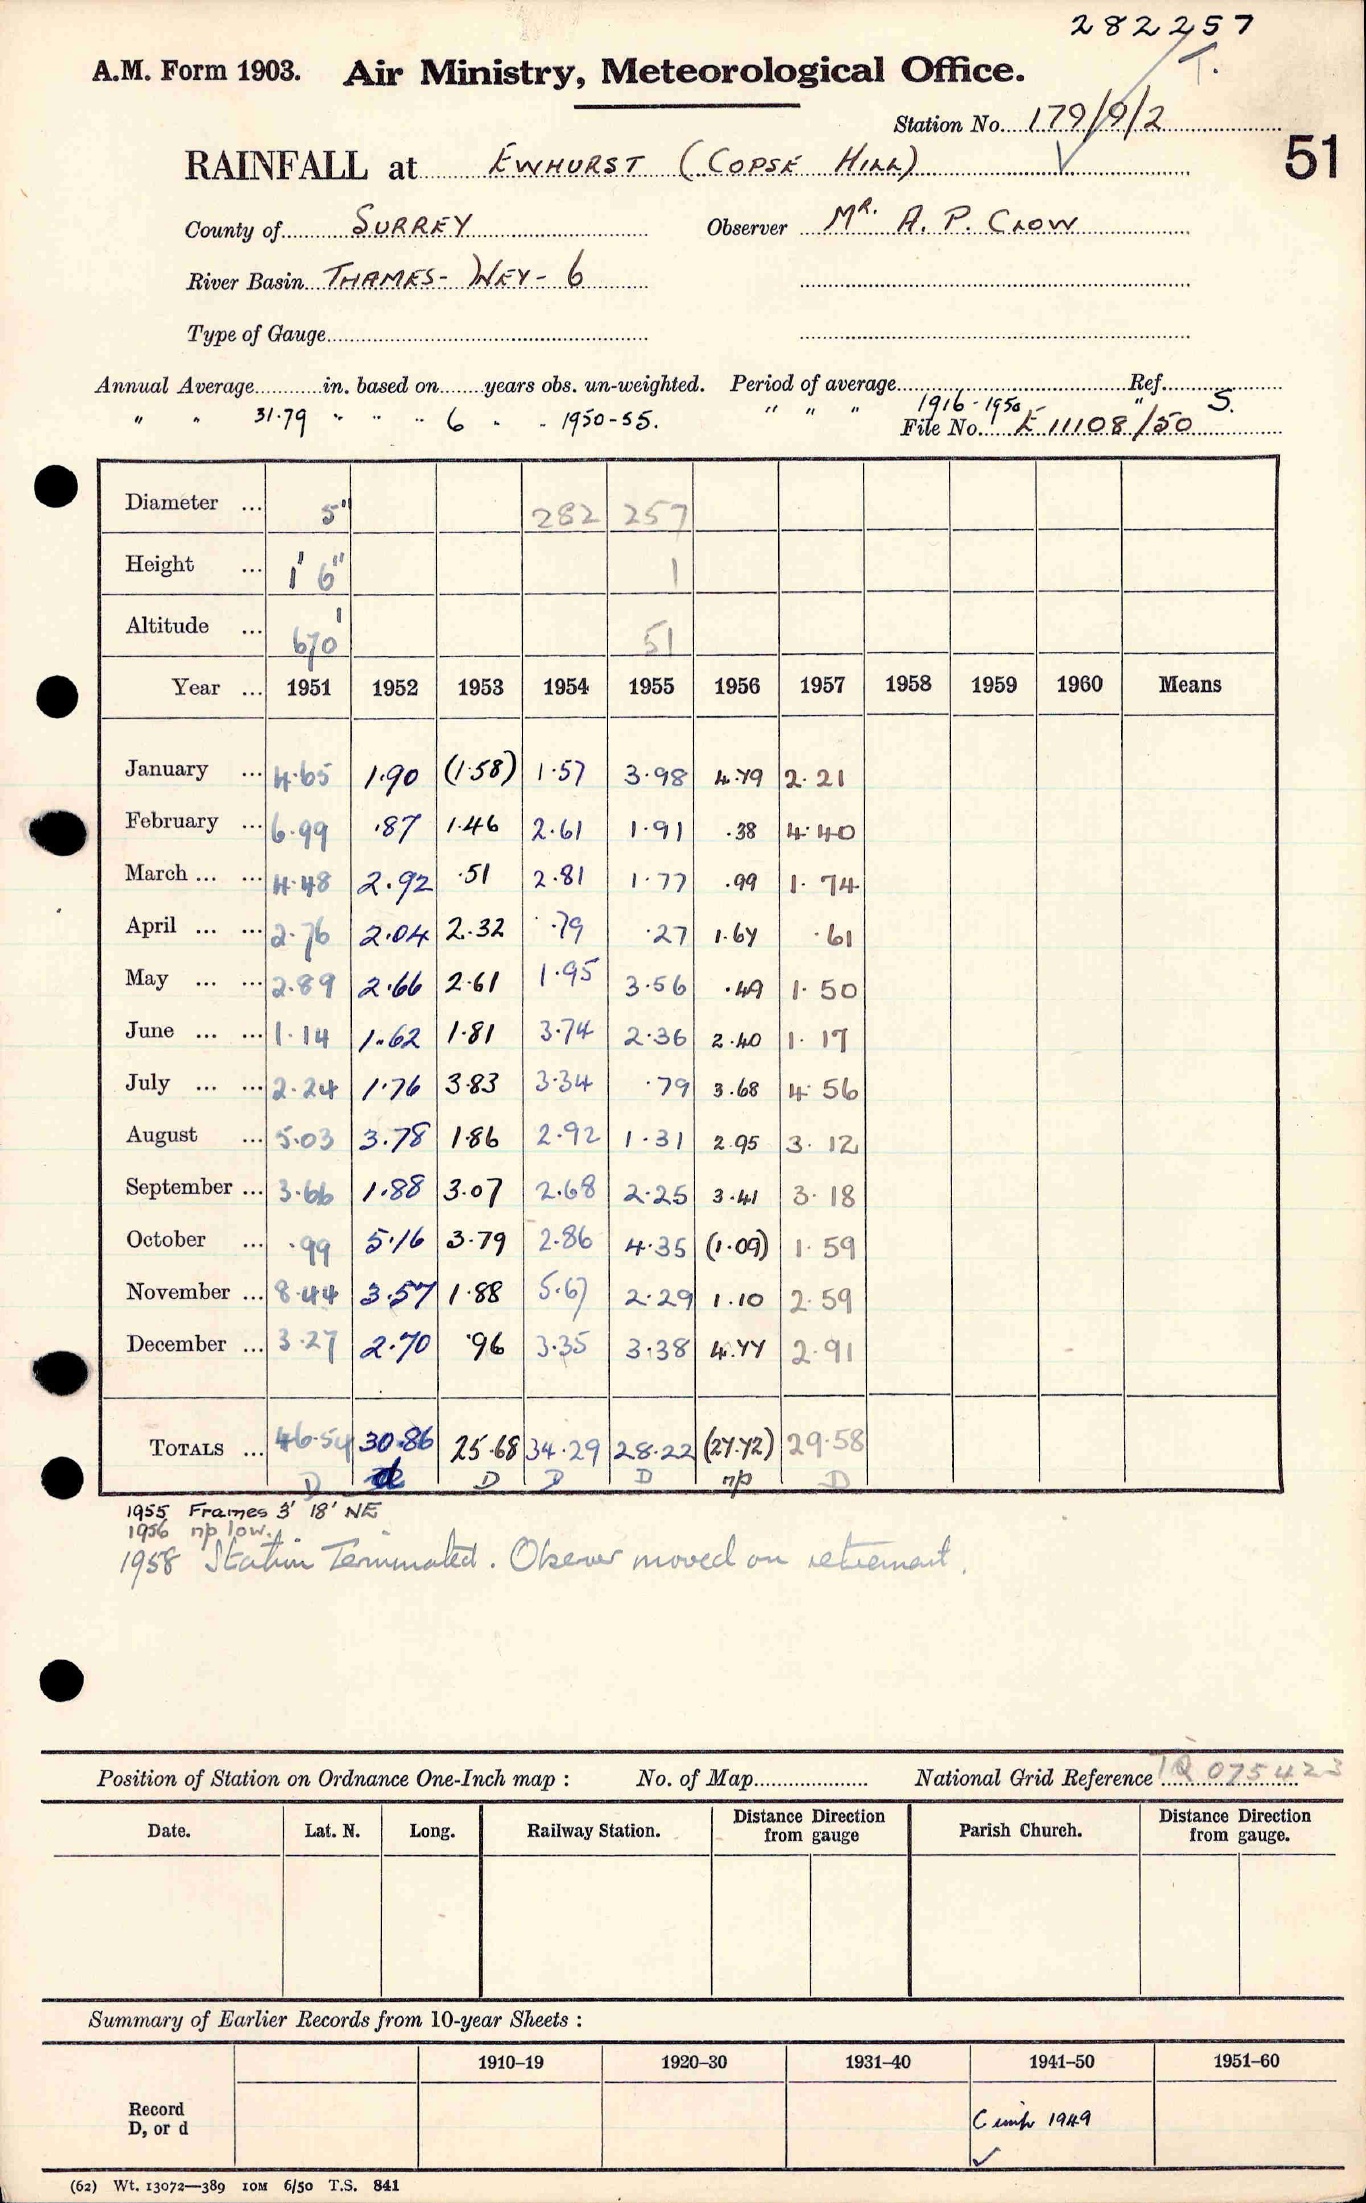 282257
T.
A.M. Form 1903. Air Ministry, Meteorological Office.
Station No. 179/9/2
51
RAINFALL at EWHURST (COPSE HILL)
County of SURREY Observer MR. A. P. CLOW
River Basin THAMES - WEY - 6
Type of Gauge
Annual Average in. based on years obs. un-weighted. Period of average Ref.
" " 31.79 " " " 6 " " 1950-55. " " " 1916-1950 " S.
File No. E 11108/50
Diameter ... 5" 282 257
Height ... 1' 6" 1
Altitude ... 670' 51
Year ... 1951 1952 1953 1954 1955 1956 1957 1958 1959 1960 Means
January ... 4.65 1.90 (1.58) 1.57 3.98 4.79 2.21
February ... 6.99 .87 1.46 2.61 1.91 .38 4.40
March ... ... 4.48 2.92 .51 2.81 1.77 .99 1.74
April ... ... 2.76 2.04 2.32 .79 .27 1.67 .61
May ... ... 2.89 2.66 2.61 1.95 3.56 .49 1.50
June ... ... 1.14 1.62 1.81 3.74 2.36 2.40 1.17
July ... ... 2.24 1.76 3.83 3.34 .79 3.68 4.56
August ... 5.03 3.78 1.86 2.92 1.31 2.95 3.12
September ... 3.66 1.88 3.07 2.68 2.25 3.41 3.18
October ... .99 5.16 3.79 2.86 4.35 (1.09) 1.59
November ... 8.44 3.57 1.88 5.67 2.29 1.10 2.59
December ... 3.27 2.70 .96 3.35 3.38 4.77 2.91
TOTALS ... 46.54 30.86 25.68 34.29 28.22 (27.72) 29.58
D D D D np D
1955 Frames 3' 18' NE
1956 np low.
1958 Station Terminated. Observer moved on retirement.
Position of Station on Ordnance One-Inch map : No. of Map National Grid Reference TQ 075423
Date. Lat. N. Long. Railway Station. Distance from gauge Direction Parish Church. Distance from gauge. Direction
Summary of Earlier Records from 10-year Sheets :
1910-19 1920-30 1931-40 1941-50 1951-60
Record
D, or d
C 1949
(62) Wt. 13072—389 10M 6/50 T.S. 841